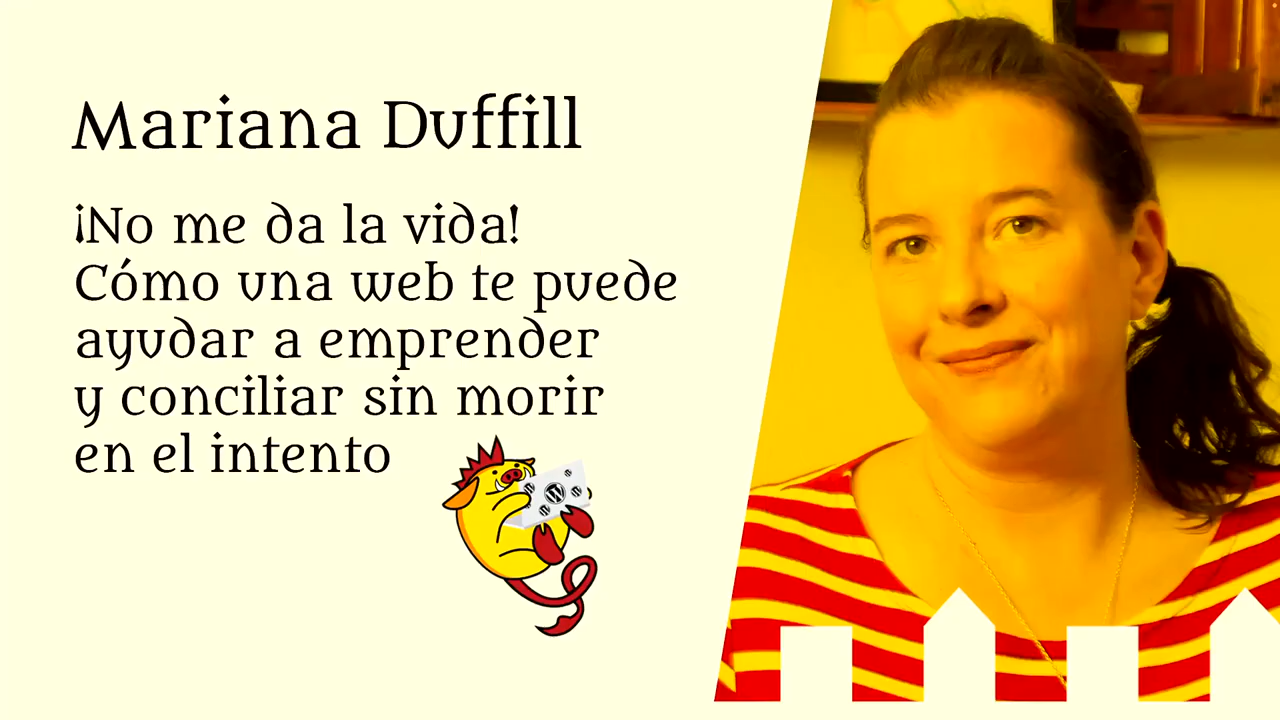 Mariana Duffill
¡No me da la vida!
Cómo una web te puede
ayudar a emprender
y conciliar sin morir
en el intento